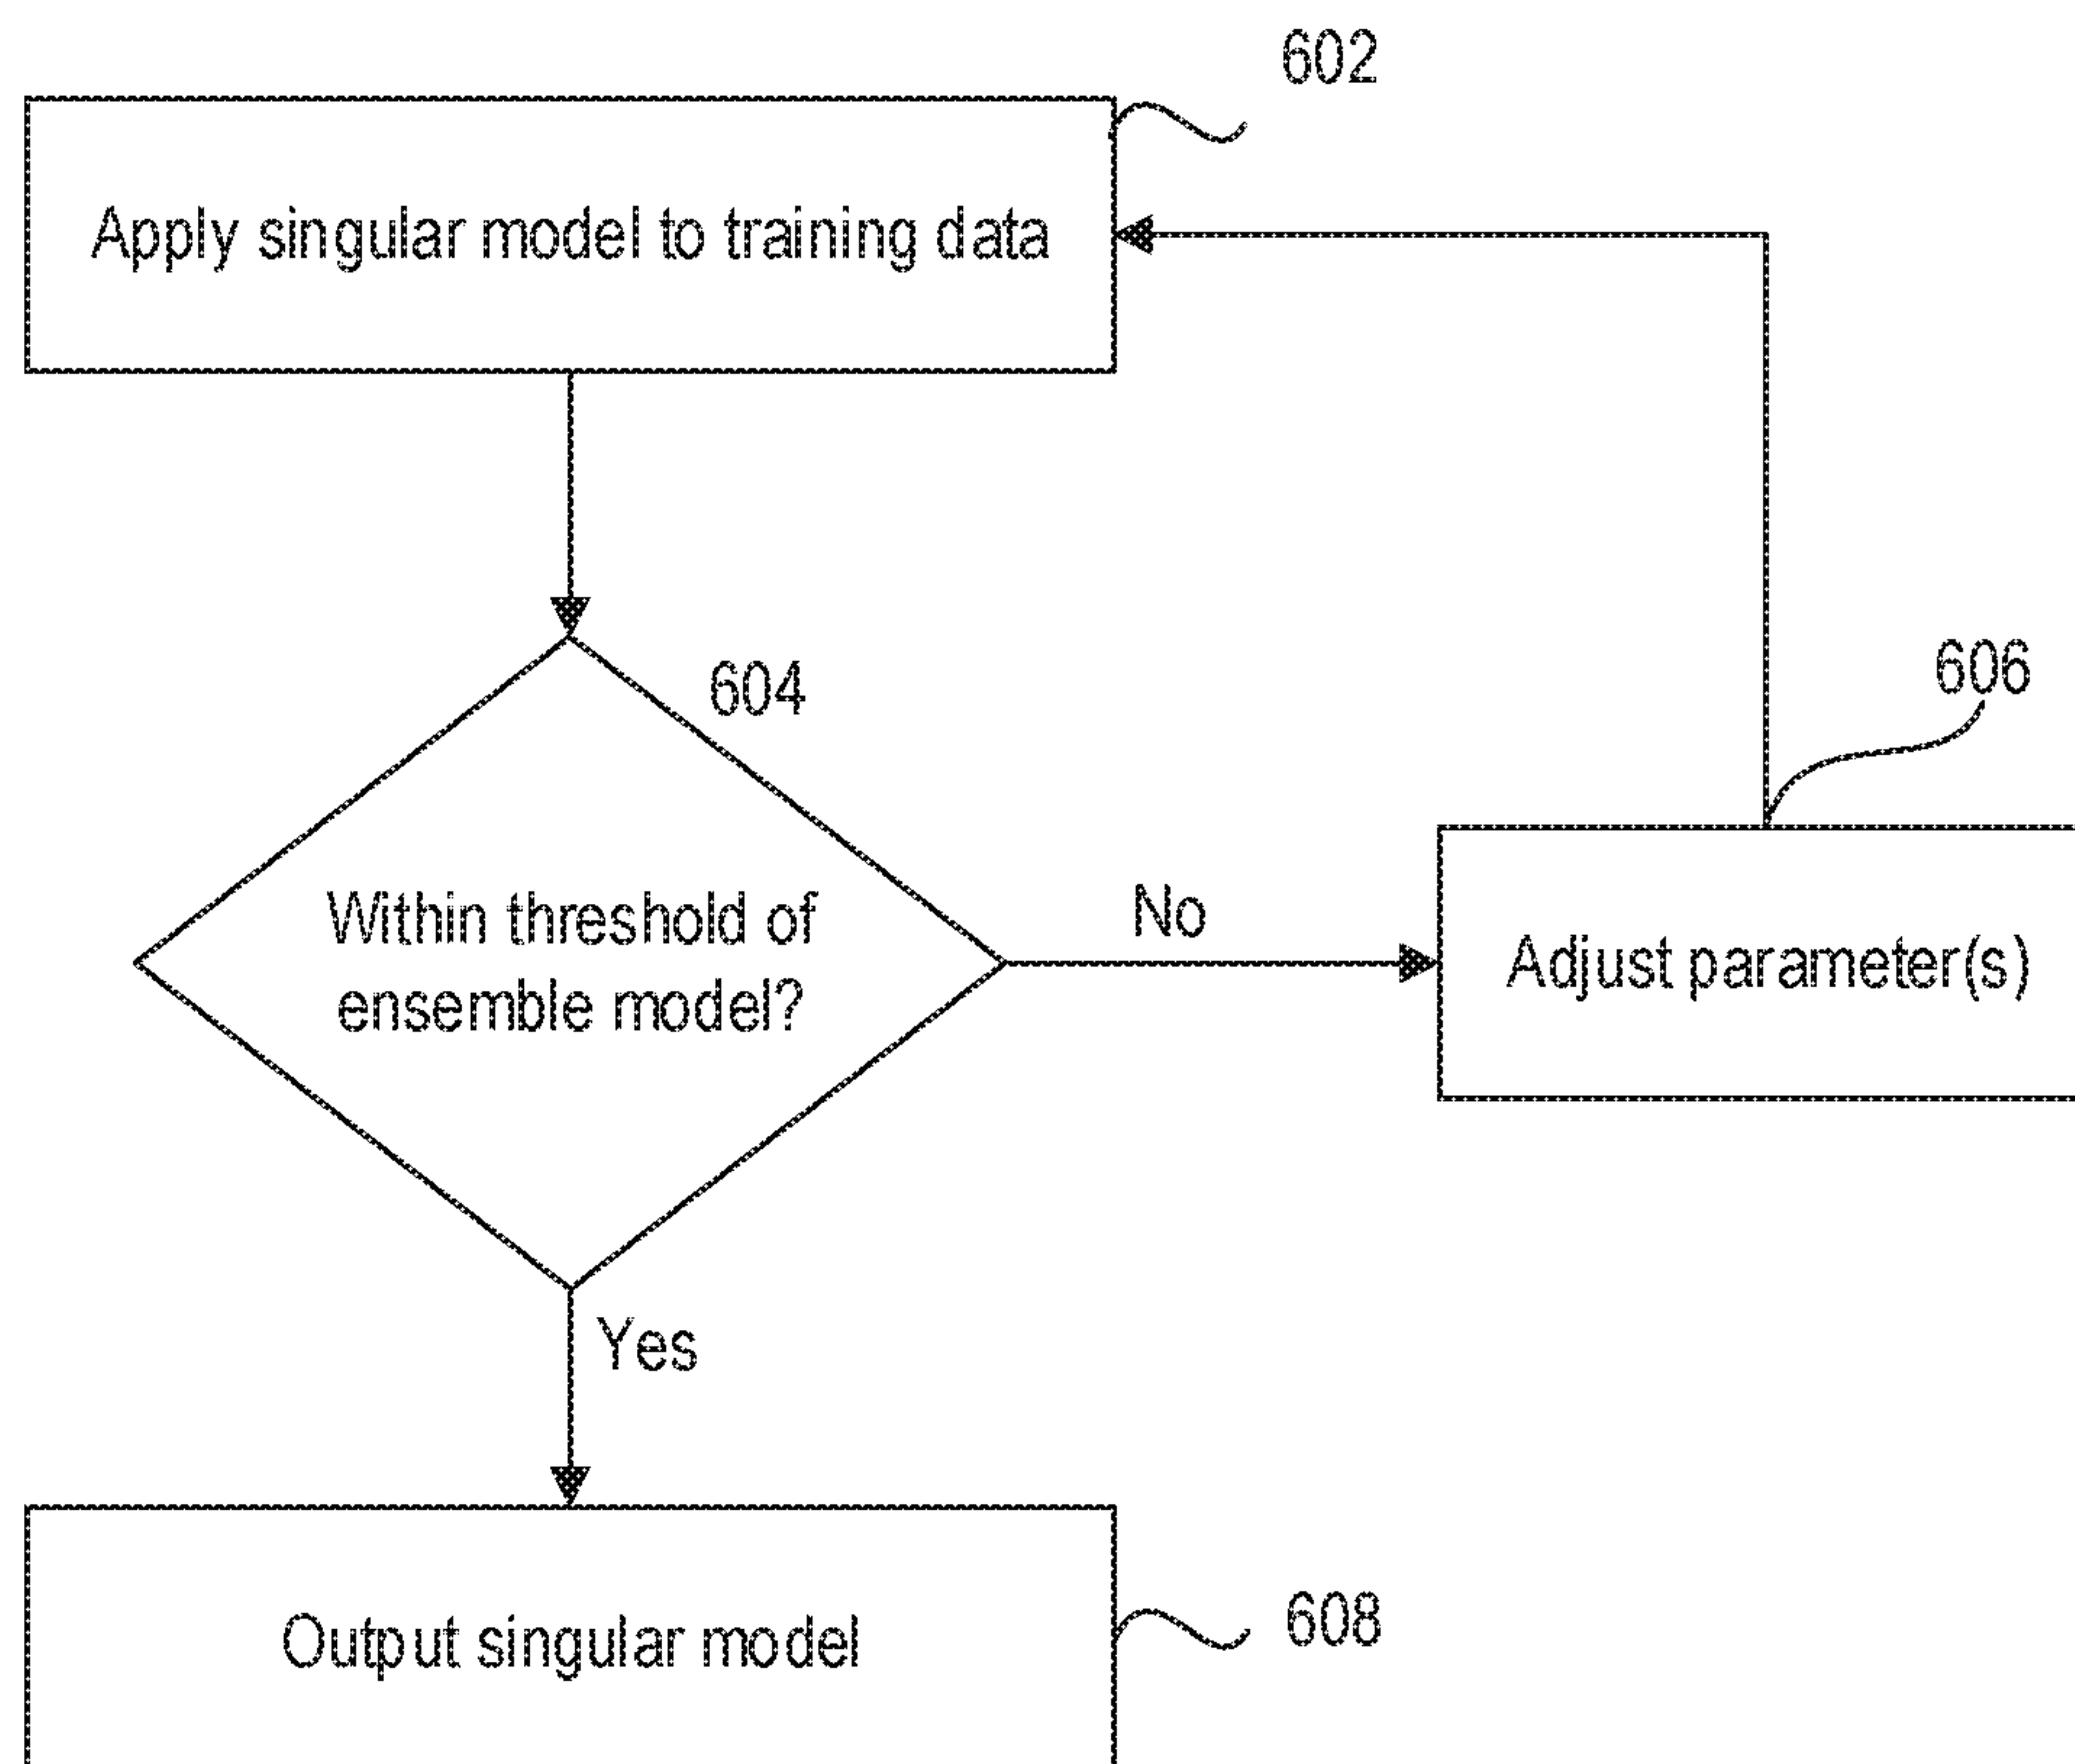 602
Apply singular model to training data
604
606
Within threshold of
ensemble model?
No
Adjust parameter(s)
Yes
Output singular model
608